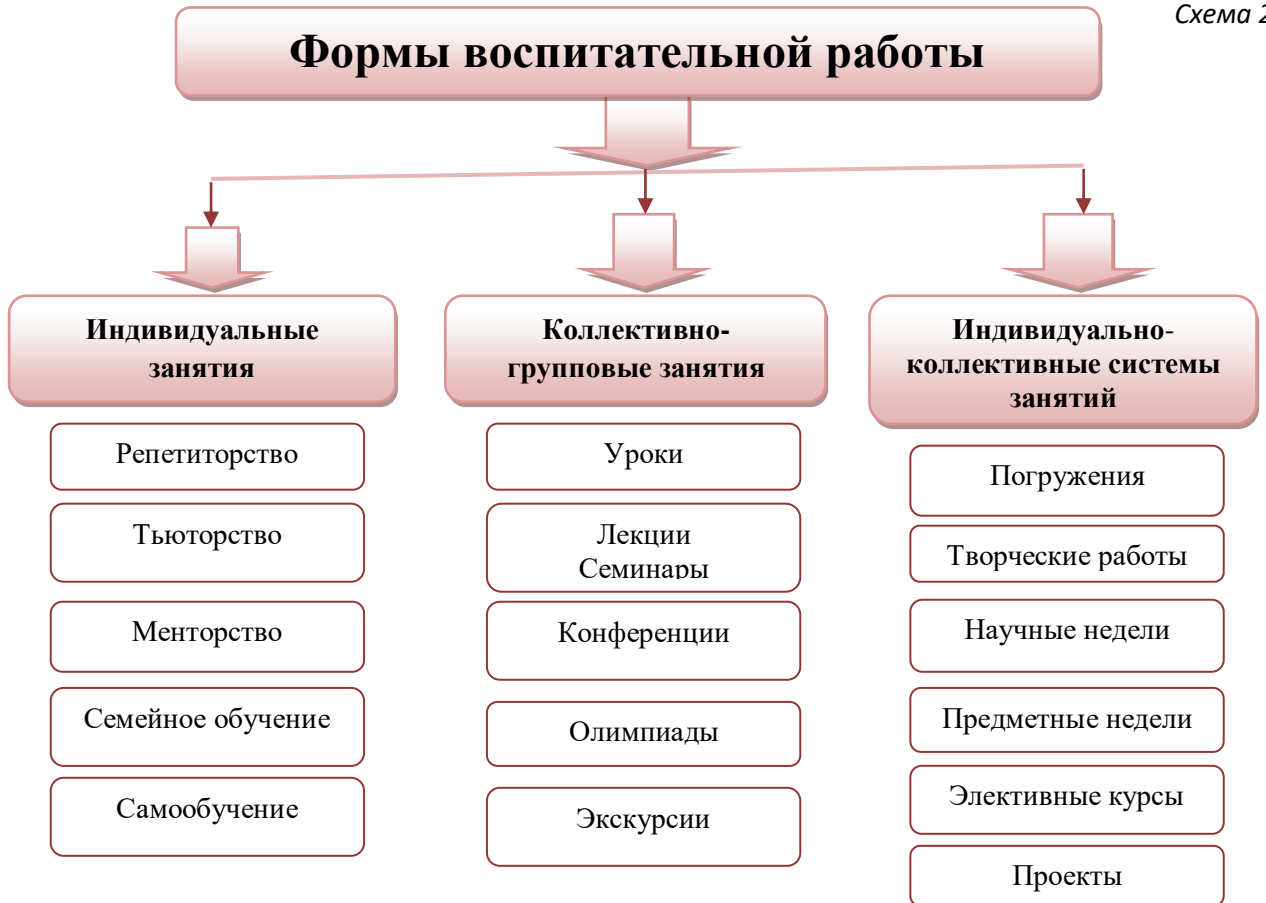 Схема 2
Формы воспитательной работы
Индивидуальные
занятия
Репетиторство
Тьюторство
Менторство
Семейное обучение
Самообучение
Коллективно-
групповые занятия
Уроки
Лекции
Семинары
Конференции
Олимпиады
Экскурсии
Индивидуально-
коллективные системы
занятий
Погружения
Творческие работы
Научные недели
Предметные недели
Элективные курсы
Проекты